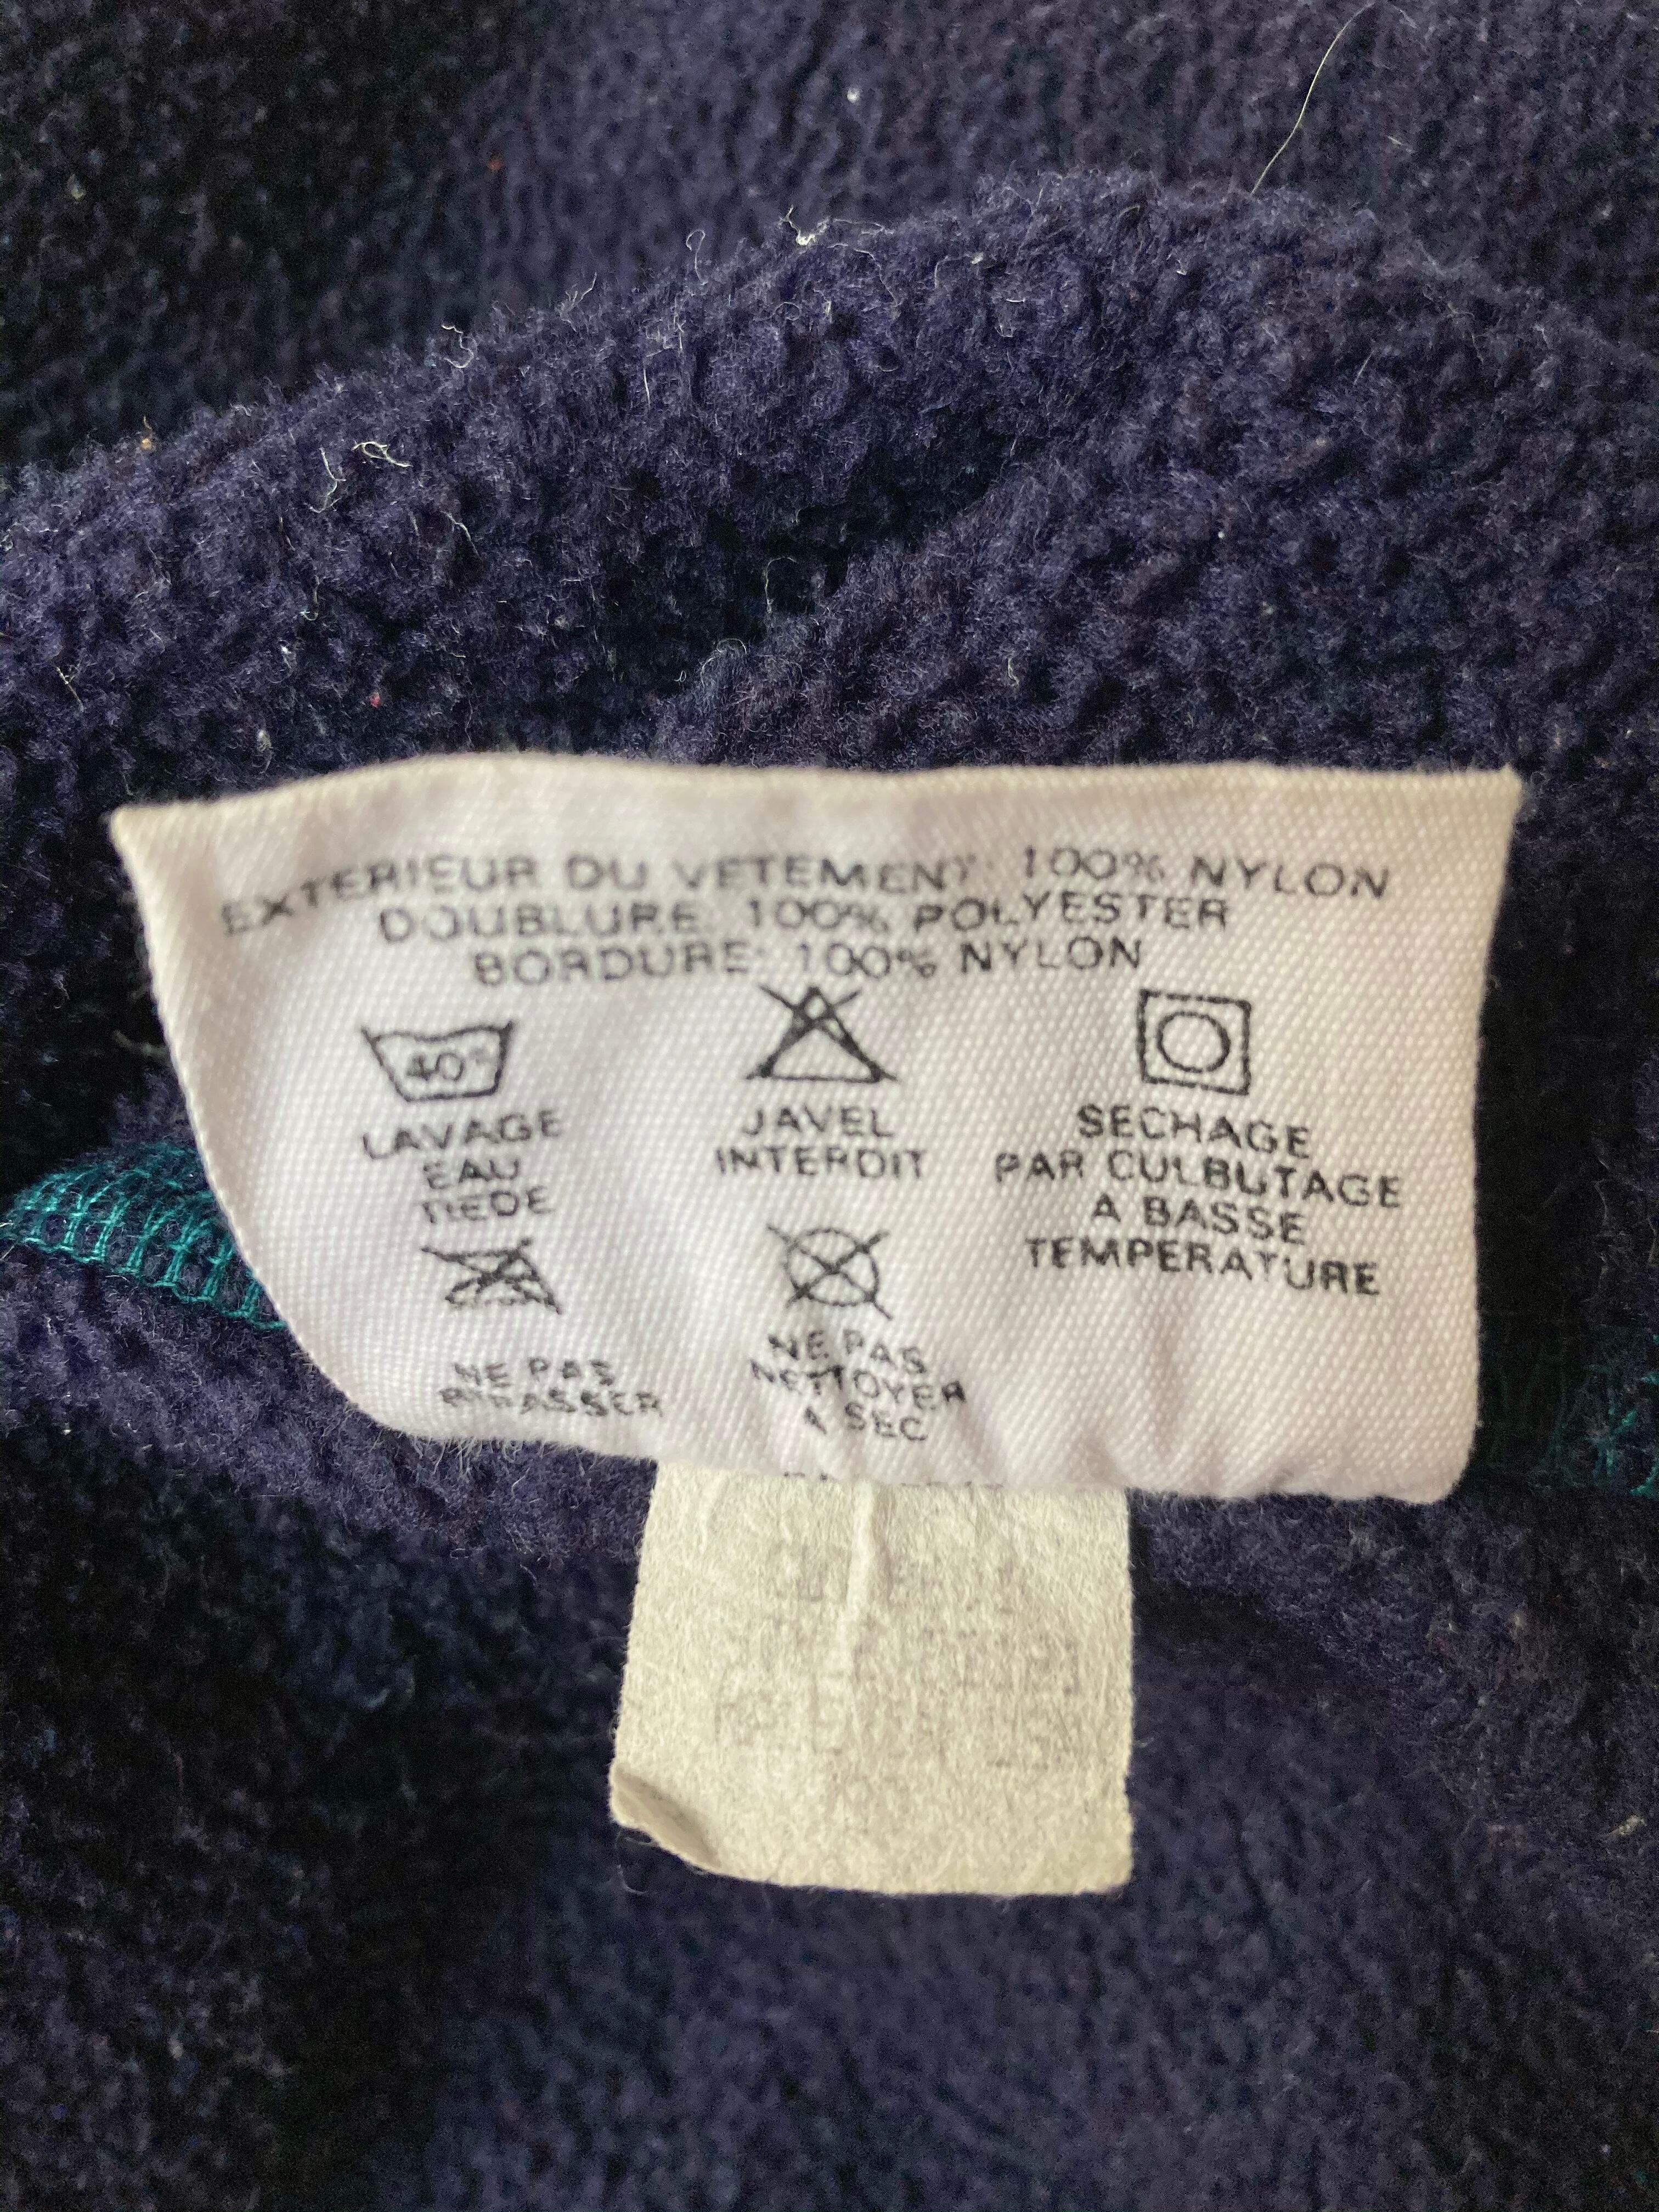 EXTERIEUR DU VETEMENT: 100% NYLON
DOUBLURE: 100% POLYESTER
BORDURE: 100% NYLON
40°
LAVAGE
EAU
TIEDE
JAVEL
INTERDIT
SECHAGE
PAR CULBUTAGE
A BASSE
TEMPERATURE
NE PAS
REPASSER
NE PAS
NETTOYER
A SEC